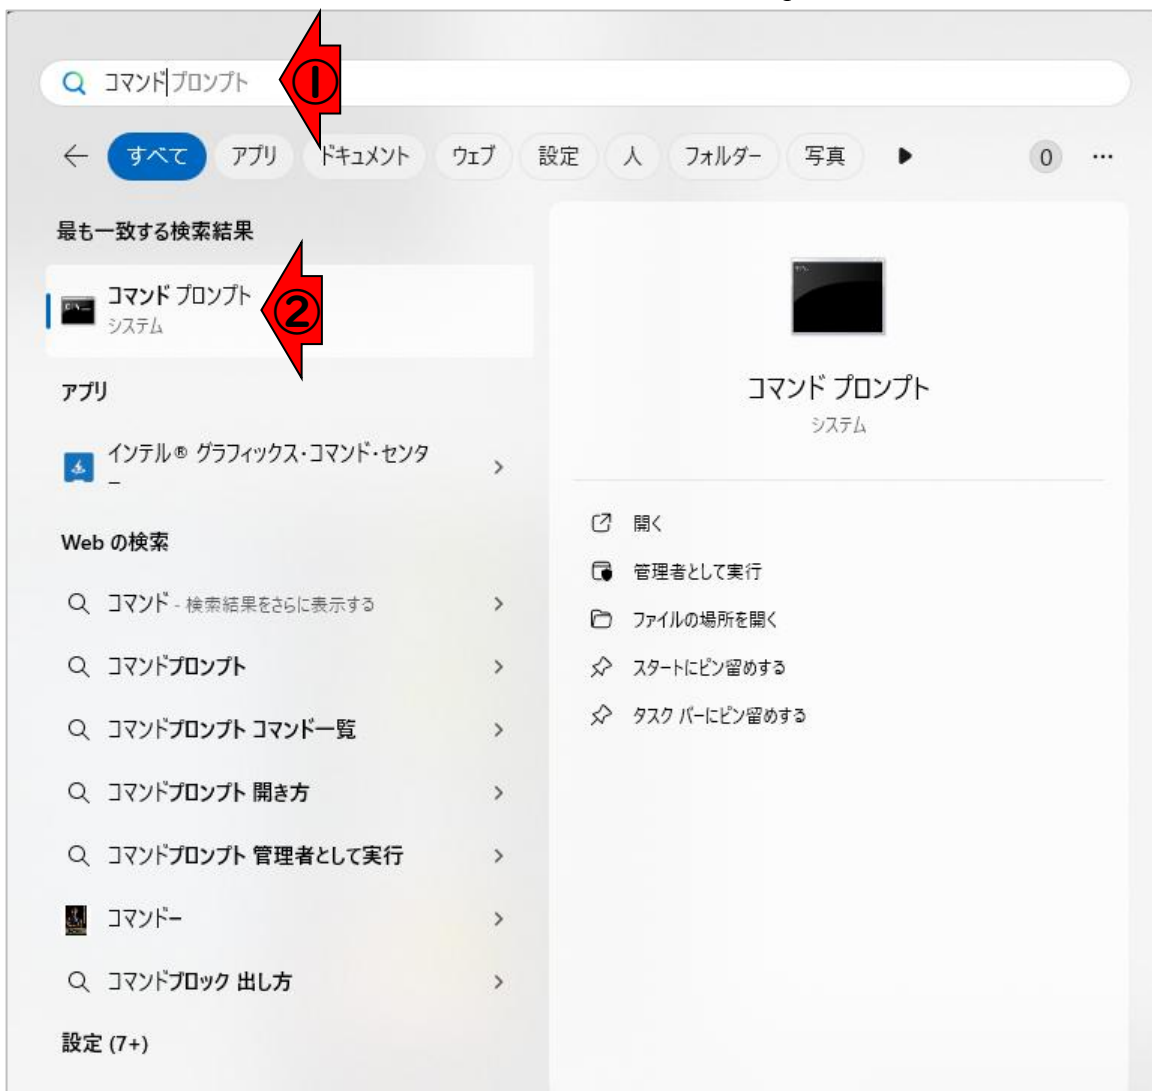 コマンドプロンプト
①
すべて アプリ ドキュメント ウェブ 設定 人 フォルダー 写真 0
最も一致する検索結果
コマンド プロンプト
システム
②
アプリ
インテル® グラフィックス・コマンド・センタ
ー
Web の検索
コマンド - 検索結果をさらに表示する
コマンドプロンプト
コマンドプロンプト コマンド一覧
コマンドプロンプト 開き方
コマンドプロンプト 管理者として実行
コマンドー
コマンドブロック 出し方
設定 (7+)
コマンド プロンプト
システム
開く
管理者として実行
ファイルの場所を開く
スタートにピン留めする
タスク バーにピン留めする